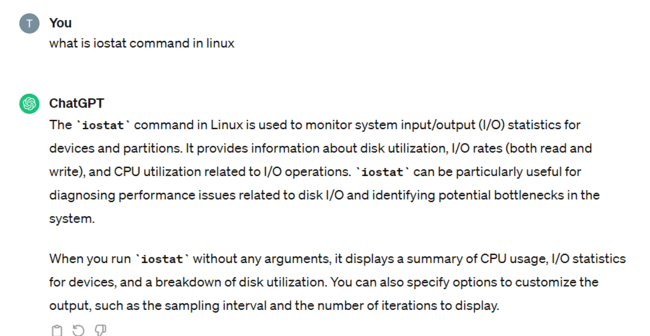 T You
what is iostat command in linux
ChatGPT
The `iostat` command in Linux is used to monitor system input/output (I/O) statistics for
devices and partitions. It provides information about disk utilization, I/O rates (both read and
write), and CPU utilization related to I/O operations. `iostat` can be particularly useful for
diagnosing performance issues related to disk I/O and identifying potential bottlenecks in the
system.
When you run `iostat` without any arguments, it displays a summary of CPU usage, I/O statistics
for devices, and a breakdown of disk utilization. You can also specify options to customize the
output, such as the sampling interval and the number of iterations to display.